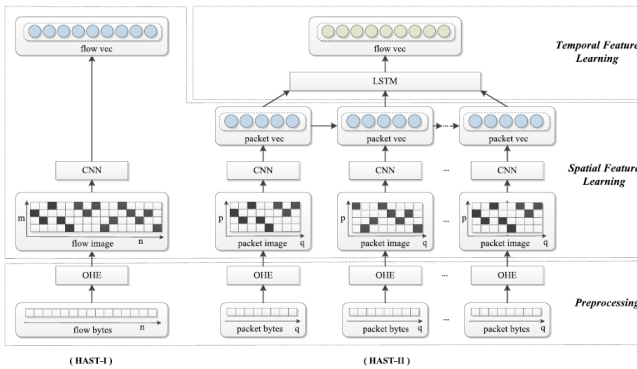 flow vec
flow vec
Temporal Feature
Learning
LSTM
packet vec
packet vec
...
packet vec
CNN
CNN
CNN
...
CNN
Spatial Feature
Learning
m
flow image
n
p
packet image
q
p
packet image
q
...
p
packet image
q
OHE
OHE
OHE
...
OHE
Preprocessing
flow bytes
n
packet bytes
q
packet bytes
q
...
packet bytes
q
( HAST-I )
( HAST-II )